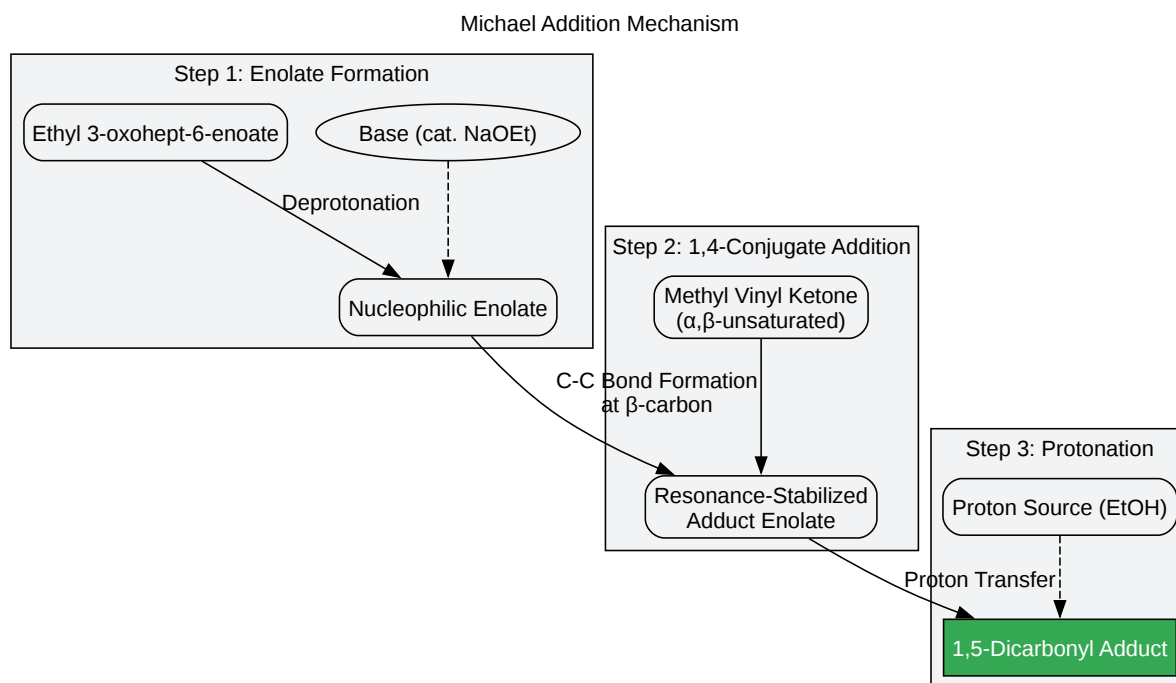 Michael Addition Mechanism
Step 1: Enolate Formation
Ethyl 3-oxohept-6-enoate
Base (cat. NaOEt)
Deprotonation
Nucleophilic Enolate
Step 2: 1,4-Conjugate Addition
Methyl Vinyl Ketone
(α,β-unsaturated)
C-C Bond Formation
at β-carbon
Resonance-Stabilized
Adduct Enolate
Step 3: Protonation
Proton Source (EtOH)
Proton Transfer
1,5-Dicarbonyl Adduct